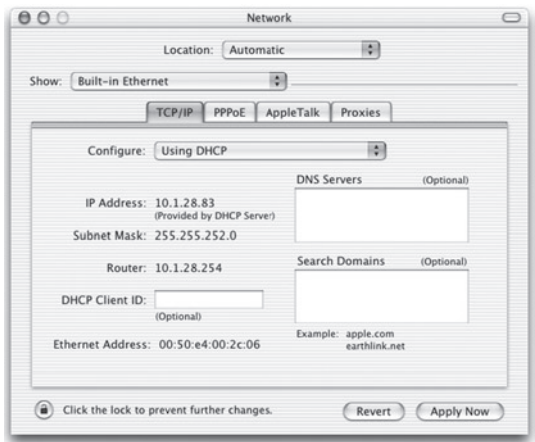 Network
Location: Automatic
Show: Built-in Ethernet
TCP/IP PPPoE AppleTalk Proxies
Configure: Using DHCP
DNS Servers (Optional)
IP Address: 10.1.28.83
(Provided by DHCP Server)
Subnet Mask: 255.255.252.0
Router: 10.1.28.254
Search Domains (Optional)
DHCP Client ID:
(Optional)
Example: apple.com
earthlink.net
Ethernet Address: 00:50:e4:00:2c:06
Click the lock to prevent further changes.
Revert Apply Now